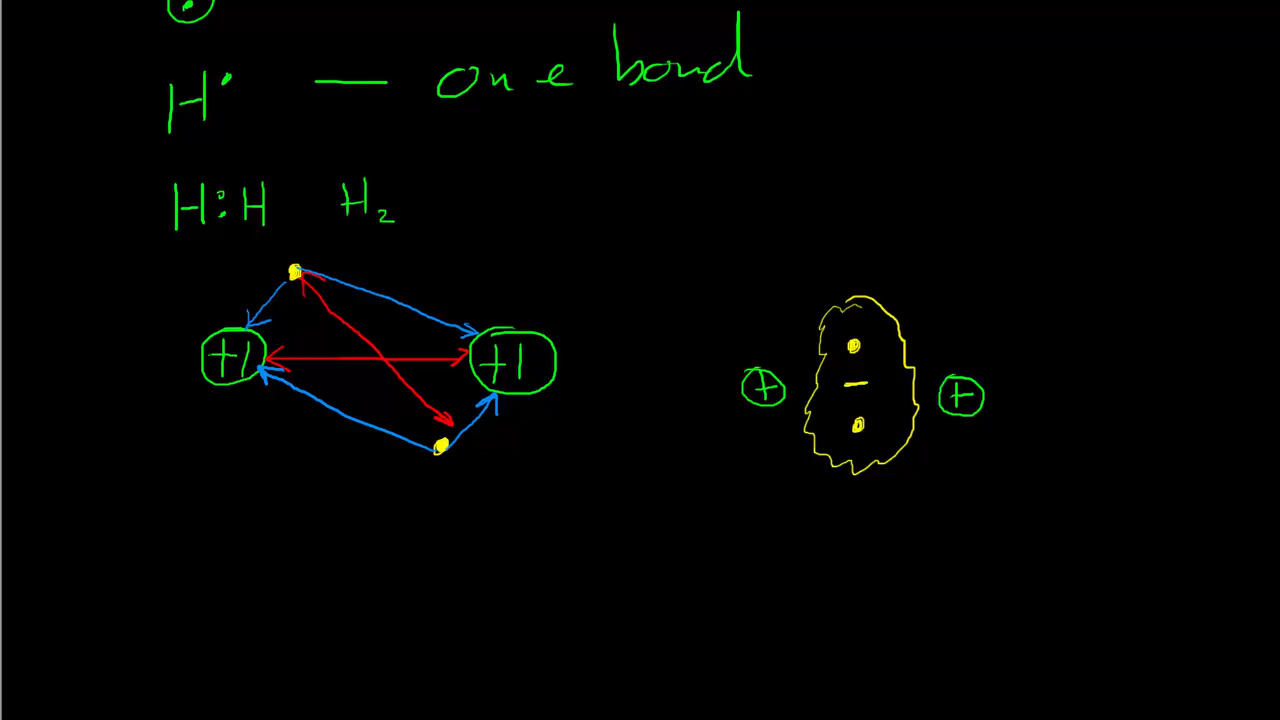 H· — one bond
H:H H₂
+1 +1
+ − +